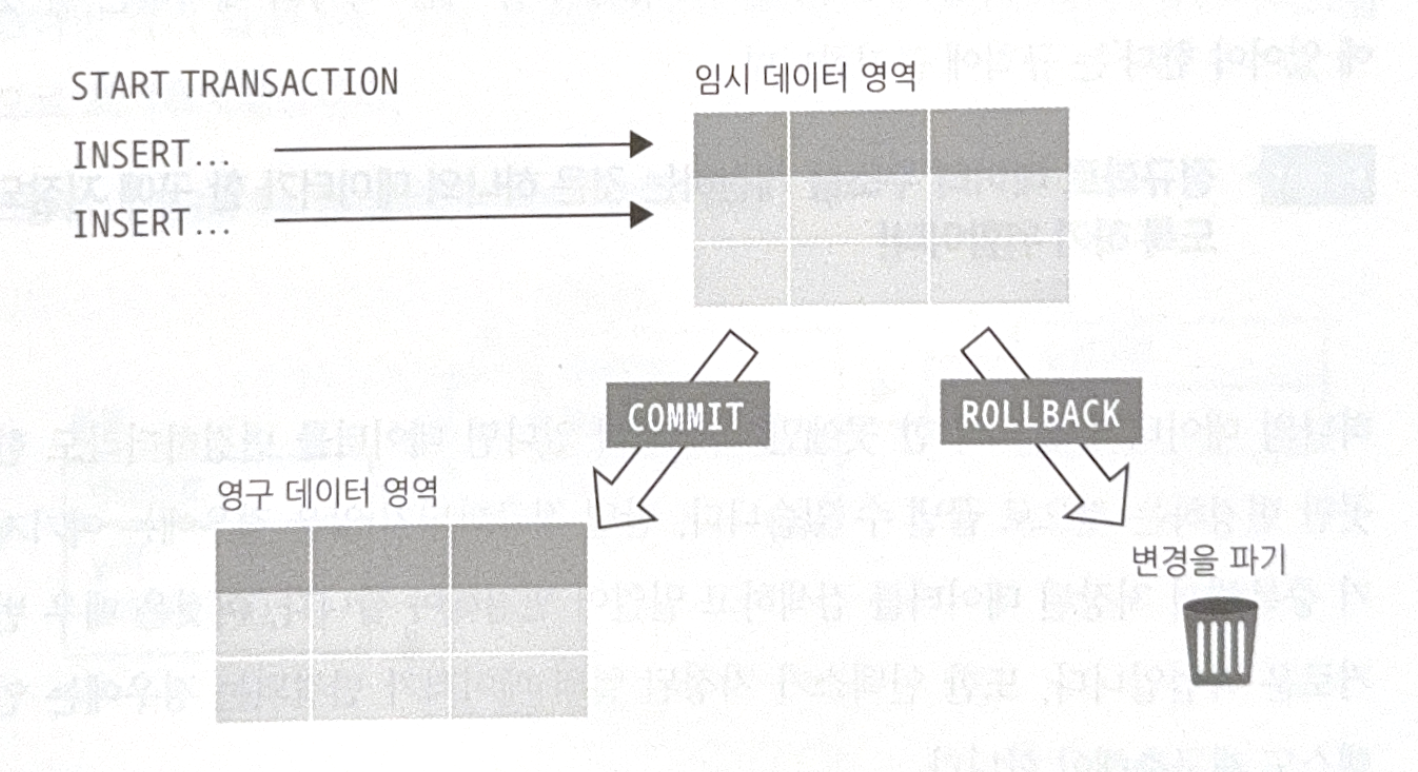 START TRANSACTION
임시 데이터 영역
INSERT...
INSERT...
COMMIT
ROLLBACK
영구 데이터 영역
변경을 파기